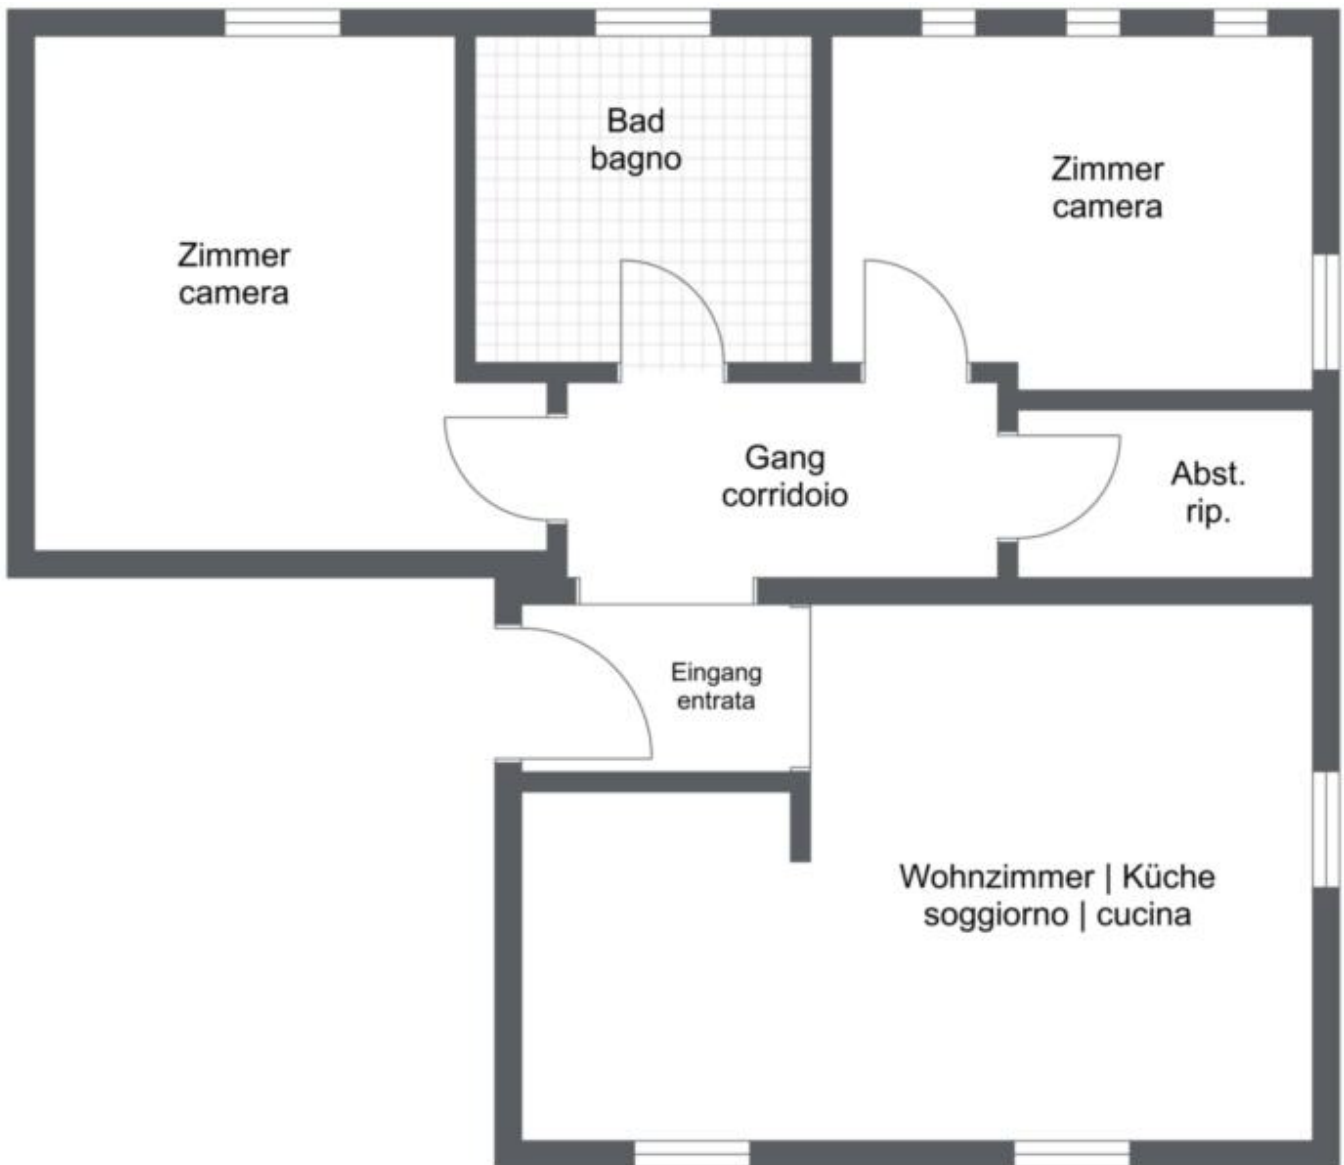 Bad
bagno
Zimmer
camera
Zimmer
camera
Gang
corridoio
Abst.
rip.
Eingang
entrata
Wohnzimmer | Küche
soggiorno | cucina